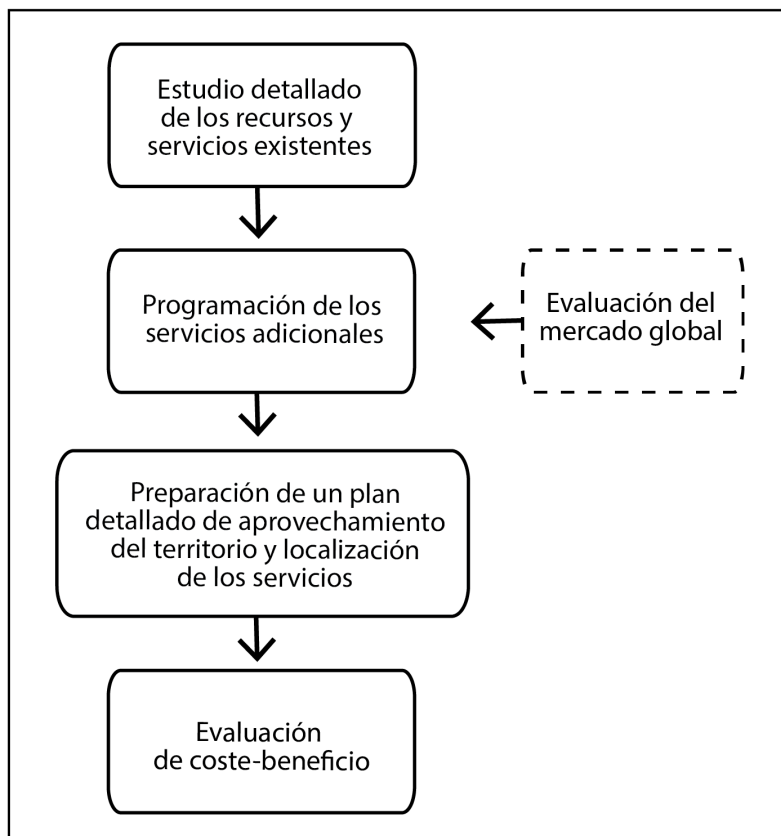 Estudio detallado
de los recursos y
servicios existentes
Programación de los
servicios adicionales
Evaluación del
mercado global
Preparación de un plan
detallado de aprovechamiento
del territorio y localización
de los servicios
Evaluación
de coste-beneficio